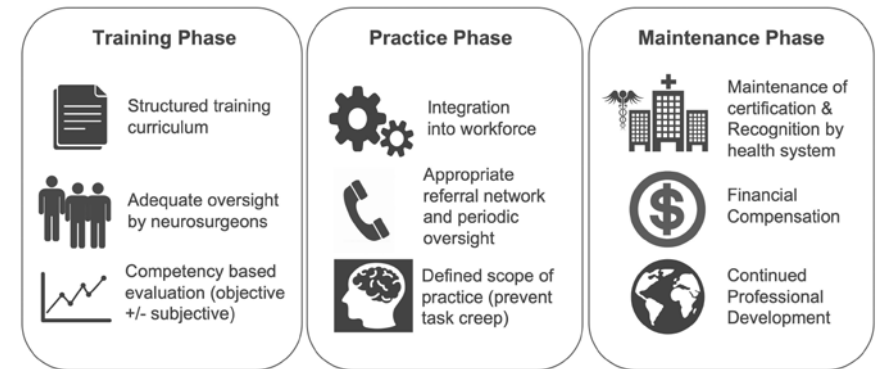 Training Phase
Structured training
curriculum
Adequate oversight
by neurosurgeons
Competency based
evaluation (objective
+/- subjective)
Practice Phase
Integration
into workforce
Appropriate
referral network
and periodic
oversight
Defined scope of
practice (prevent
task creep)
Maintenance Phase
Maintenance of
certification &
Recognition by
health system
Financial
Compensation
Continued
Professional
Development